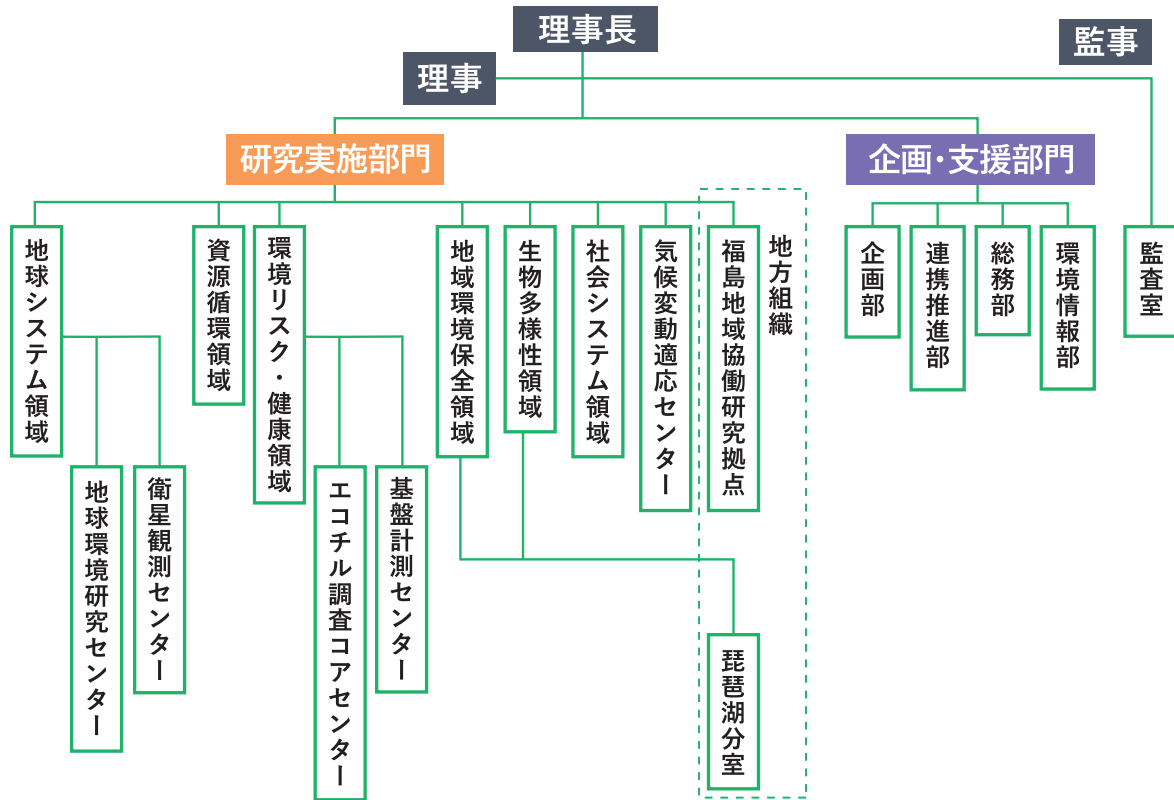 理事長
監事
理事
研究実施部門
企画・支援部門
地球システム領域
資源循環領域
環境リスク・健康領域
地域環境保全領域
生物多様性領域
社会システム領域
気候変動適応センター
福島地域協働研究拠点
地方組織
企画部
連携推進部
総務部
環境情報部
監査室
地球環境研究センター
衛星観測センター
エコチル調査コアセンター
基盤計測センター
琵琶湖分室